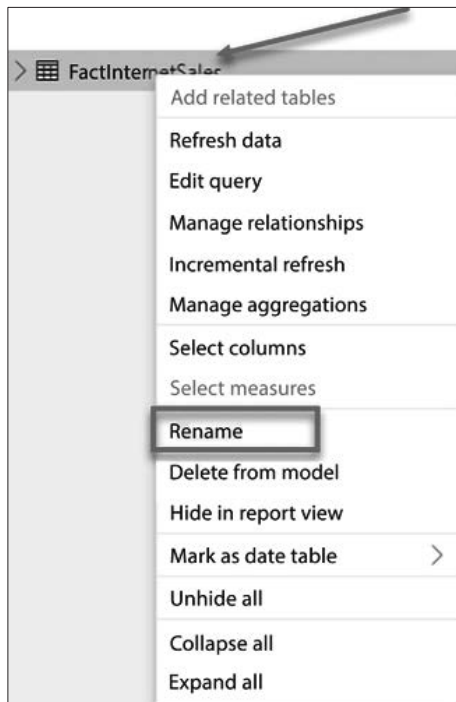 FactInternetSales
Add related tables
Refresh data
Edit query
Manage relationships
Incremental refresh
Manage aggregations
Select columns
Select measures
Rename
Delete from model
Hide in report view
Mark as date table
Unhide all
Collapse all
Expand all